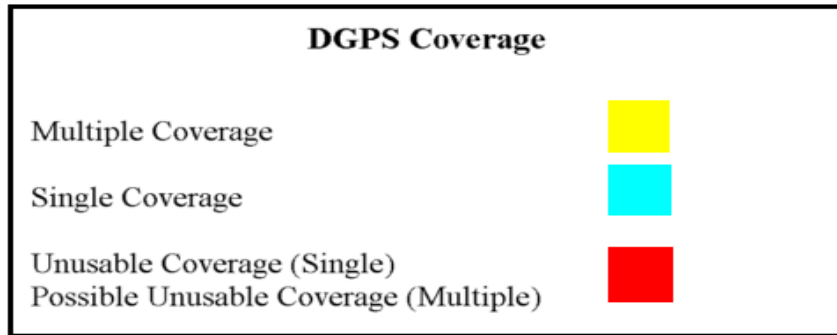 DGPS Coverage
Multiple Coverage
Single Coverage
Unusable Coverage (Single)
Possible Unusable Coverage (Multiple)